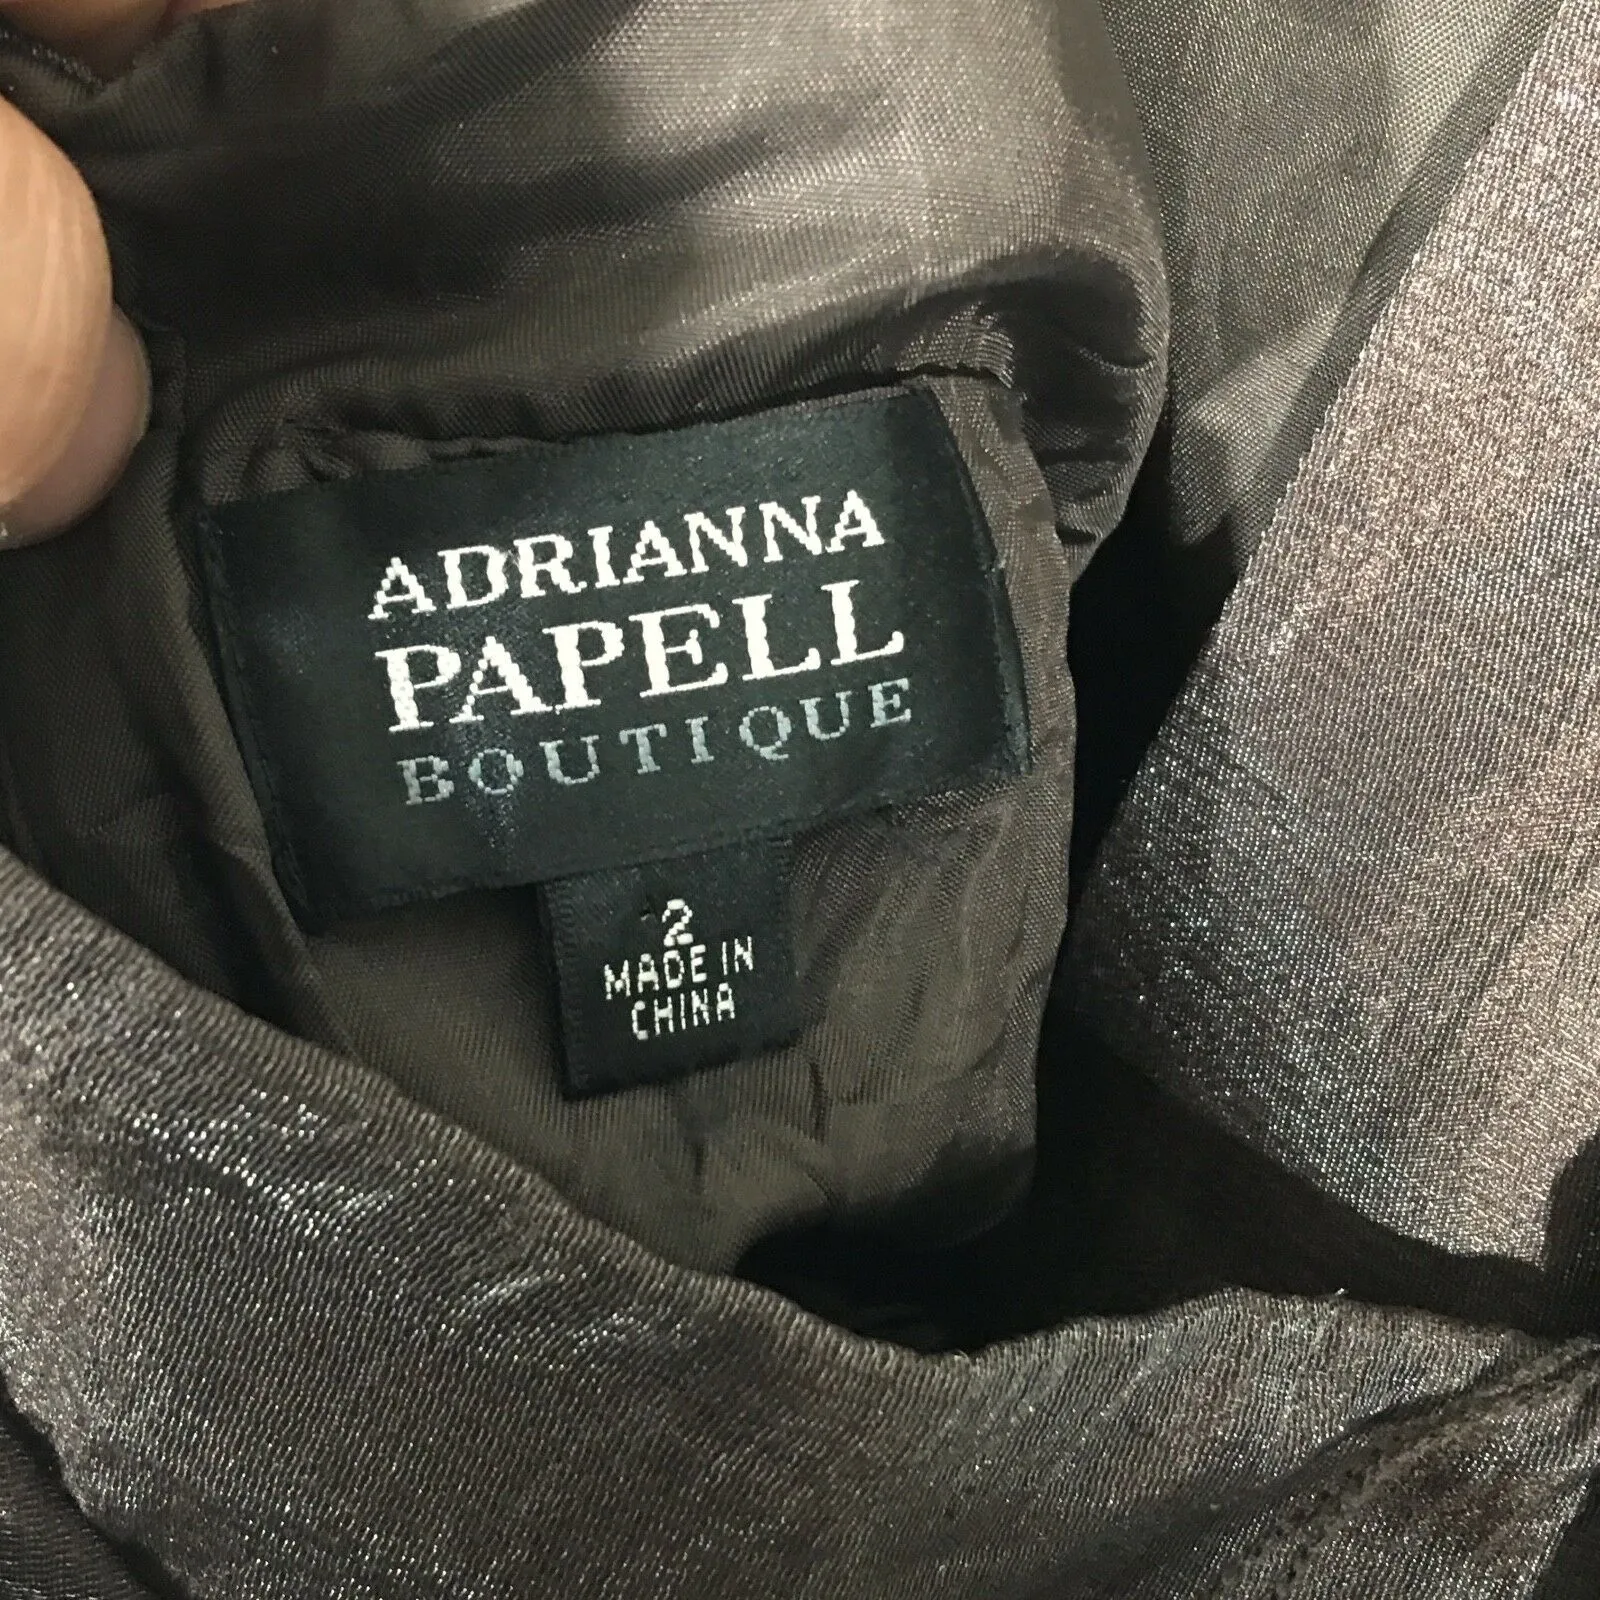 ADRIANNA
PAPELL
BOUTIQUE
2
MADE IN
CHINA